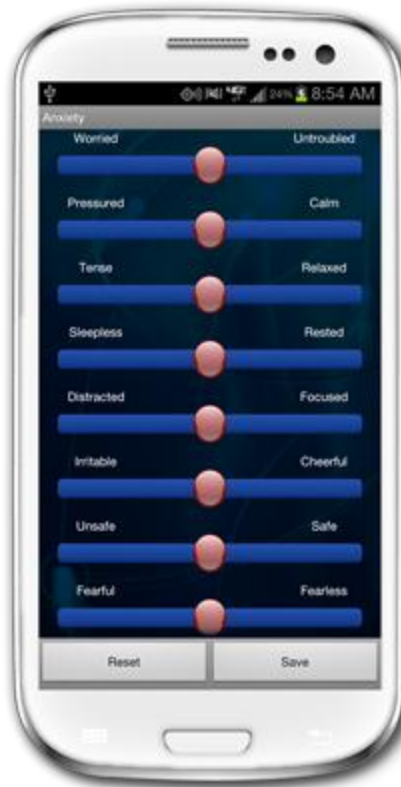 24% 8:54 AM
Anxiety
Worried Untroubled
Pressured Calm
Tense Relaxed
Sleepless Rested
Distracted Focused
Irritable Cheerful
Unsafe Safe
Fearful Fearless
Reset Save